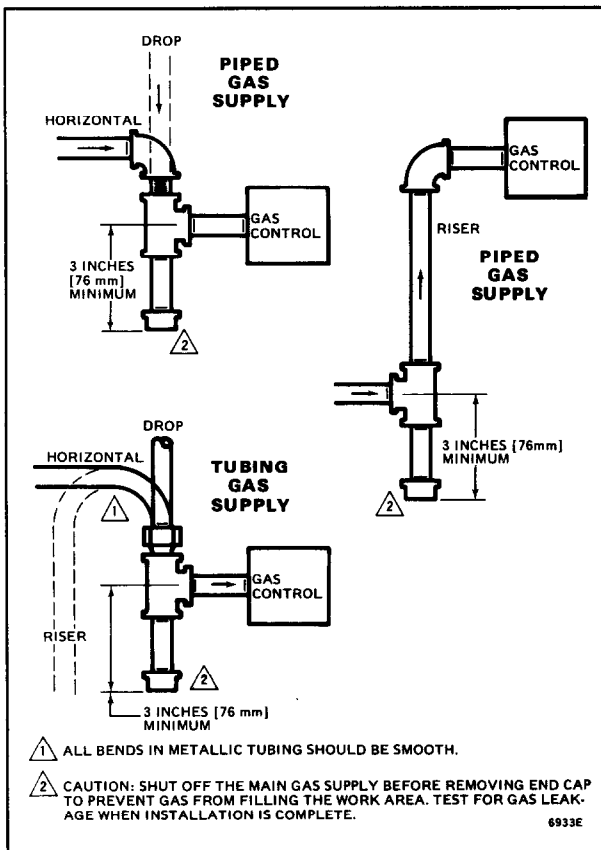 DROP
PIPED
GAS
SUPPLY
HORIZONTAL
GAS
CONTROL
3 INCHES
[76 mm]
MINIMUM
2
GAS
CONTROL
RISER
PIPED
GAS
SUPPLY
3 INCHES [76mm]
MINIMUM
2
DROP
HORIZONTAL
TUBING
GAS
SUPPLY
1
GAS
CONTROL
RISER
2
3 INCHES [76 mm]
MINIMUM
1 ALL BENDS IN METALLIC TUBING SHOULD BE SMOOTH.
2 CAUTION: SHUT OFF THE MAIN GAS SUPPLY BEFORE REMOVING END CAP
TO PREVENT GAS FROM FILLING THE WORK AREA. TEST FOR GAS LEAK-
AGE WHEN INSTALLATION IS COMPLETE.
6933E